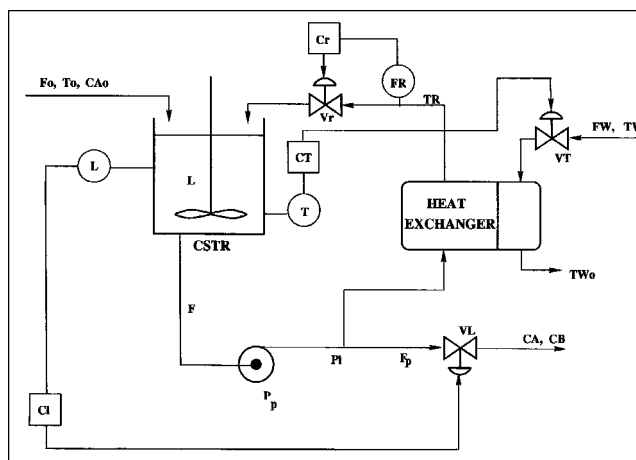 Cr
Fo, To, CAo
FR
TR
Vr
FW, TW
VT
CT
L
L
T
HEAT
EXCHANGER
CSTR
TWo
F
VL
CA, CB
Pl
Fp
Pp
Cl